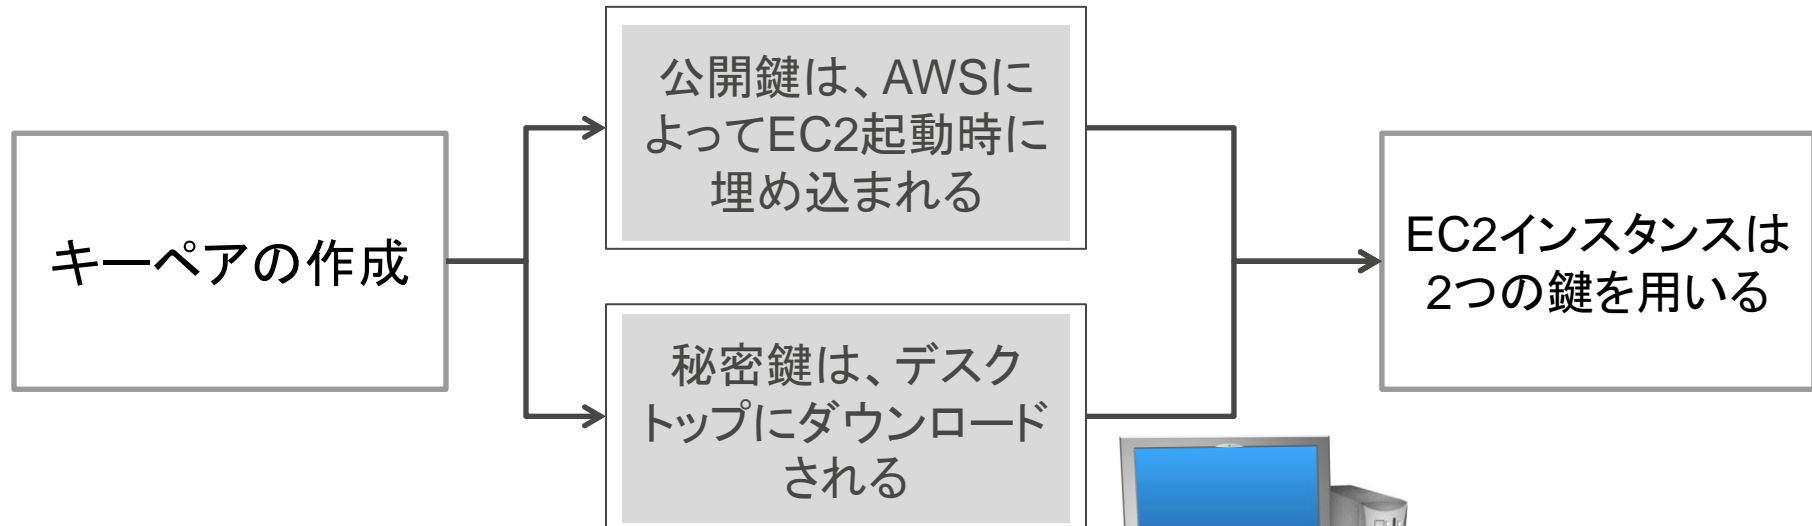 キーペアの作成
公開鍵は、AWSに
よってEC2起動時に
埋め込まれる
秘密鍵は、デスク
トップにダウンロード
される
EC2インスタンスは
2つの鍵を用いる